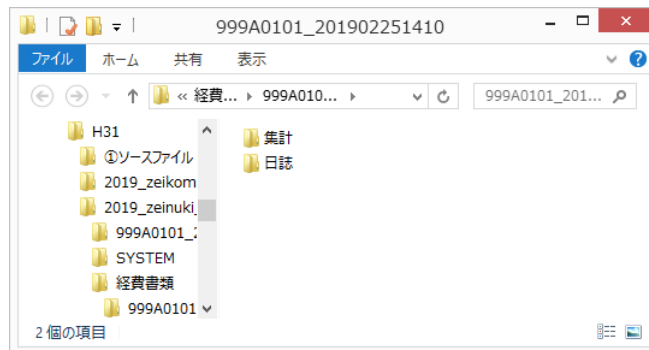 999A0101_201902251410
ファイル ホーム 共有 表示
« 経費... 999A010... 999A0101_201...
H31
①ソースファイル
2019_zeikom
2019_zeinuki_
999A0101_2
SYSTEM
経費書類
999A0101
集計
日誌
2 個の項目